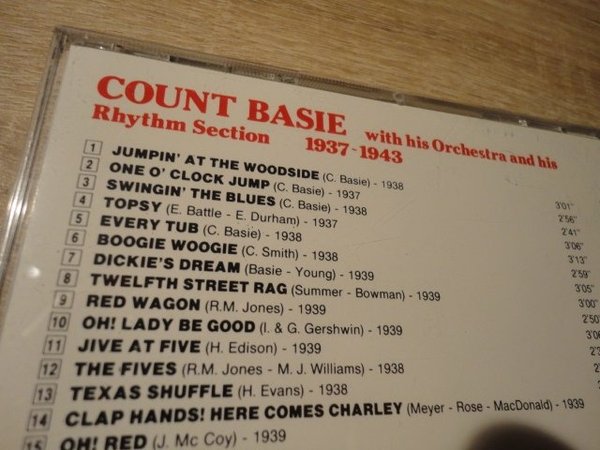 COUNT BASIE with his Orchestra and his
Rhythm Section 1937-1943
1 JUMPIN' AT THE WOODSIDE (C. Basie) - 1938 3'01"
2 ONE O' CLOCK JUMP (C. Basie) - 1937 2'56"
3 SWINGIN' THE BLUES (C. Basie) - 1938 2'41"
4 TOPSY (E. Battle - E. Durham) - 1937 3'06"
5 EVERY TUB (C. Basie) - 1938 3'13"
6 BOOGIE WOOGIE (C. Smith) - 1938 2'59"
7 DICKIE'S DREAM (Basie - Young) - 1939 3'05"
8 TWELFTH STREET RAG (Summer - Bowman) - 1939 3'00"
9 RED WAGON (R.M. Jones) - 1939 2'50
10 OH! LADY BE GOOD (I. & G. Gershwin) - 1939
11 JIVE AT FIVE (H. Edison) - 1939
12 THE FIVES (R.M. Jones - M. J. Williams) - 1938
13 TEXAS SHUFFLE (H. Evans) - 1938
14 CLAP HANDS! HERE COMES CHARLEY (Meyer - Rose - MacDonald) - 1939
15 OH! RED (J. Mc Coy) - 1939